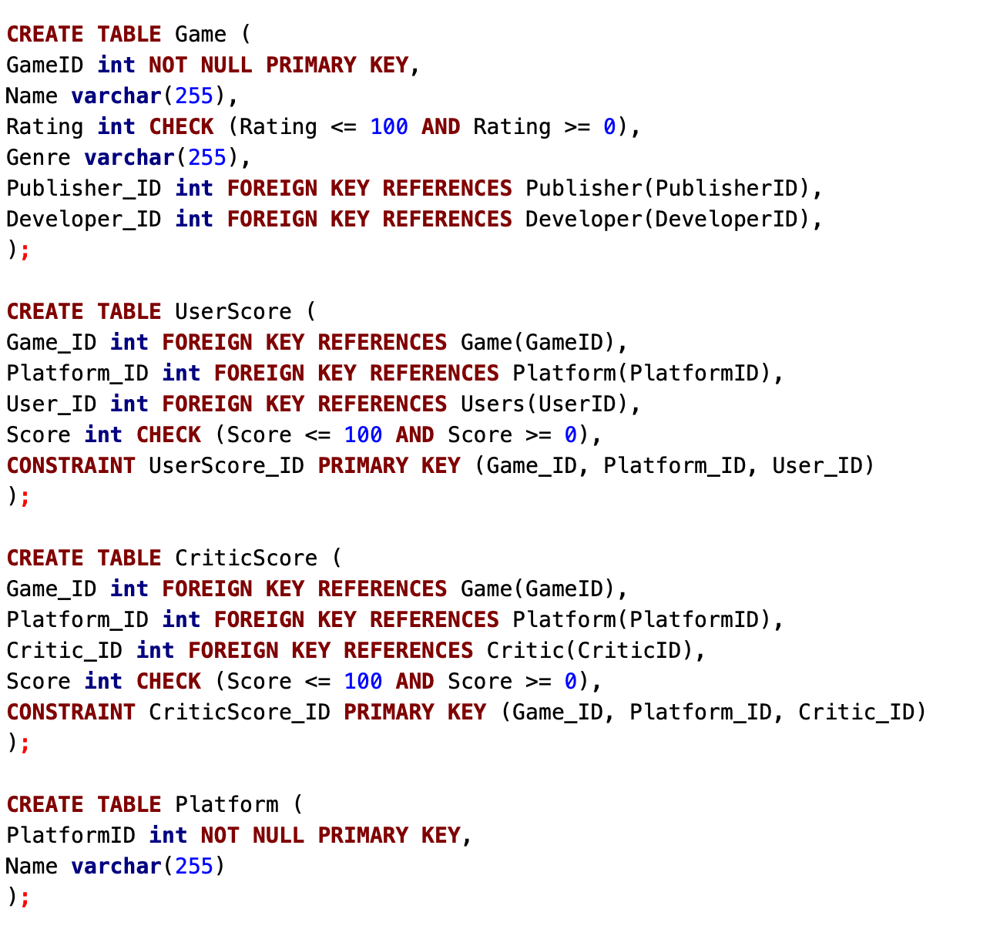 CREATE TABLE Game (
GameID int NOT NULL PRIMARY KEY,
Name varchar(255),
Rating int CHECK (Rating <= 100 AND Rating >= 0),
Genre varchar(255),
Publisher_ID int FOREIGN KEY REFERENCES Publisher(PublisherID),
Developer_ID int FOREIGN KEY REFERENCES Developer(DeveloperID),
);
CREATE TABLE UserScore (
Game_ID int FOREIGN KEY REFERENCES Game(GameID),
Platform_ID int FOREIGN KEY REFERENCES Platform(PlatformID),
User_ID int FOREIGN KEY REFERENCES Users(UserID),
Score int CHECK (Score <= 100 AND Score >= 0),
CONSTRAINT UserScore_ID PRIMARY KEY (Game_ID, Platform_ID, User_ID)
);
CREATE TABLE CriticScore (
Game_ID int FOREIGN KEY REFERENCES Game(GameID),
Platform_ID int FOREIGN KEY REFERENCES Platform(PlatformID),
Critic_ID int FOREIGN KEY REFERENCES Critic(CriticID),
Score int CHECK (Score <= 100 AND Score >= 0),
CONSTRAINT CriticScore_ID PRIMARY KEY (Game_ID, Platform_ID, Critic_ID)
);
CREATE TABLE Platform (
PlatformID int NOT NULL PRIMARY KEY,
Name varchar(255)
);